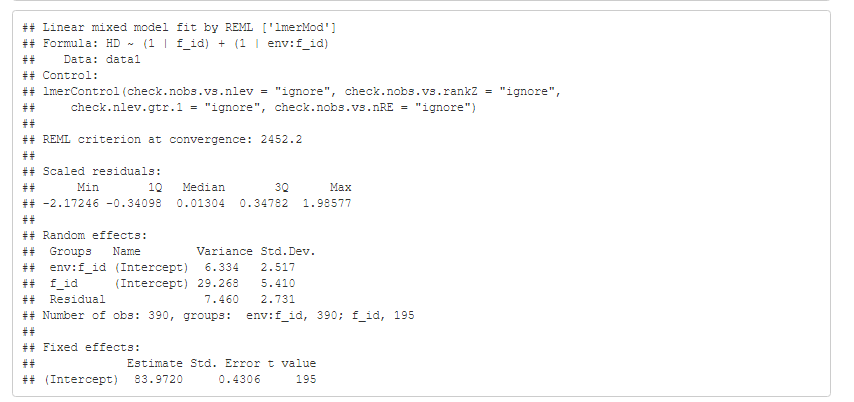 ## Linear mixed model fit by REML ['lmerMod']
## Formula: HD ~ (1 | f_id) + (1 | env:f_id)
##    Data: data1
## Control:
## lmerControl(check.nobs.vs.nlev = "ignore", check.nobs.vs.rankZ = "ignore",
##     check.nlev.gtr.1 = "ignore", check.nobs.vs.nRE = "ignore")
##
## REML criterion at convergence: 2452.2
##
## Scaled residuals:
##      Min       1Q   Median       3Q      Max
## -2.17246 -0.34098  0.01304  0.34782  1.98577
##
## Random effects:
##  Groups   Name        Variance Std.Dev.
##  env:f_id (Intercept)  6.334   2.517
##  f_id     (Intercept) 29.268   5.410
##  Residual              7.460   2.731
## Number of obs: 390, groups:  env:f_id, 390; f_id, 195
##
## Fixed effects:
##             Estimate Std. Error t value
## (Intercept)  83.9720     0.4306     195